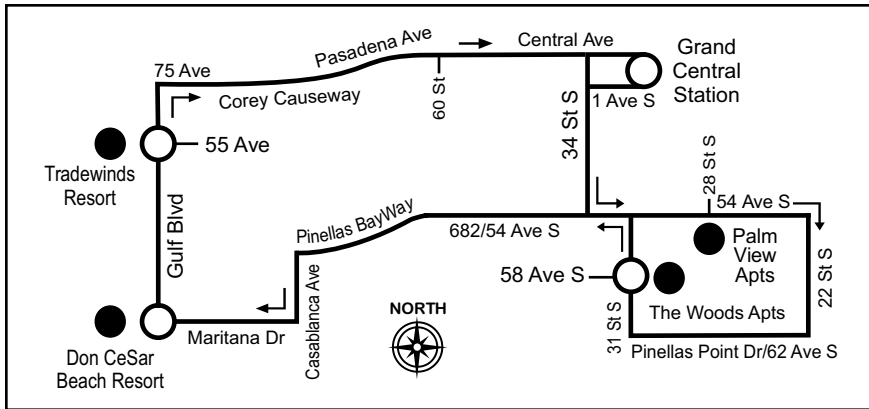 Pasadena Ave
Central Ave
Grand
Central
Station
75 Ave
Corey Causeway
60 St
1 Ave S
34 St S
55 Ave
Tradewinds
Resort
Gulf Blvd
28 St S
54 Ave S
Pinellas BayWay
682/54 Ave S
Palm
View
Apts
22 St S
58 Ave S
The Woods Apts
31 St S
Pinellas Point Dr/62 Ave S
Casablanca Ave
Maritana Dr
NORTH
Don CeSar
Beach Resort